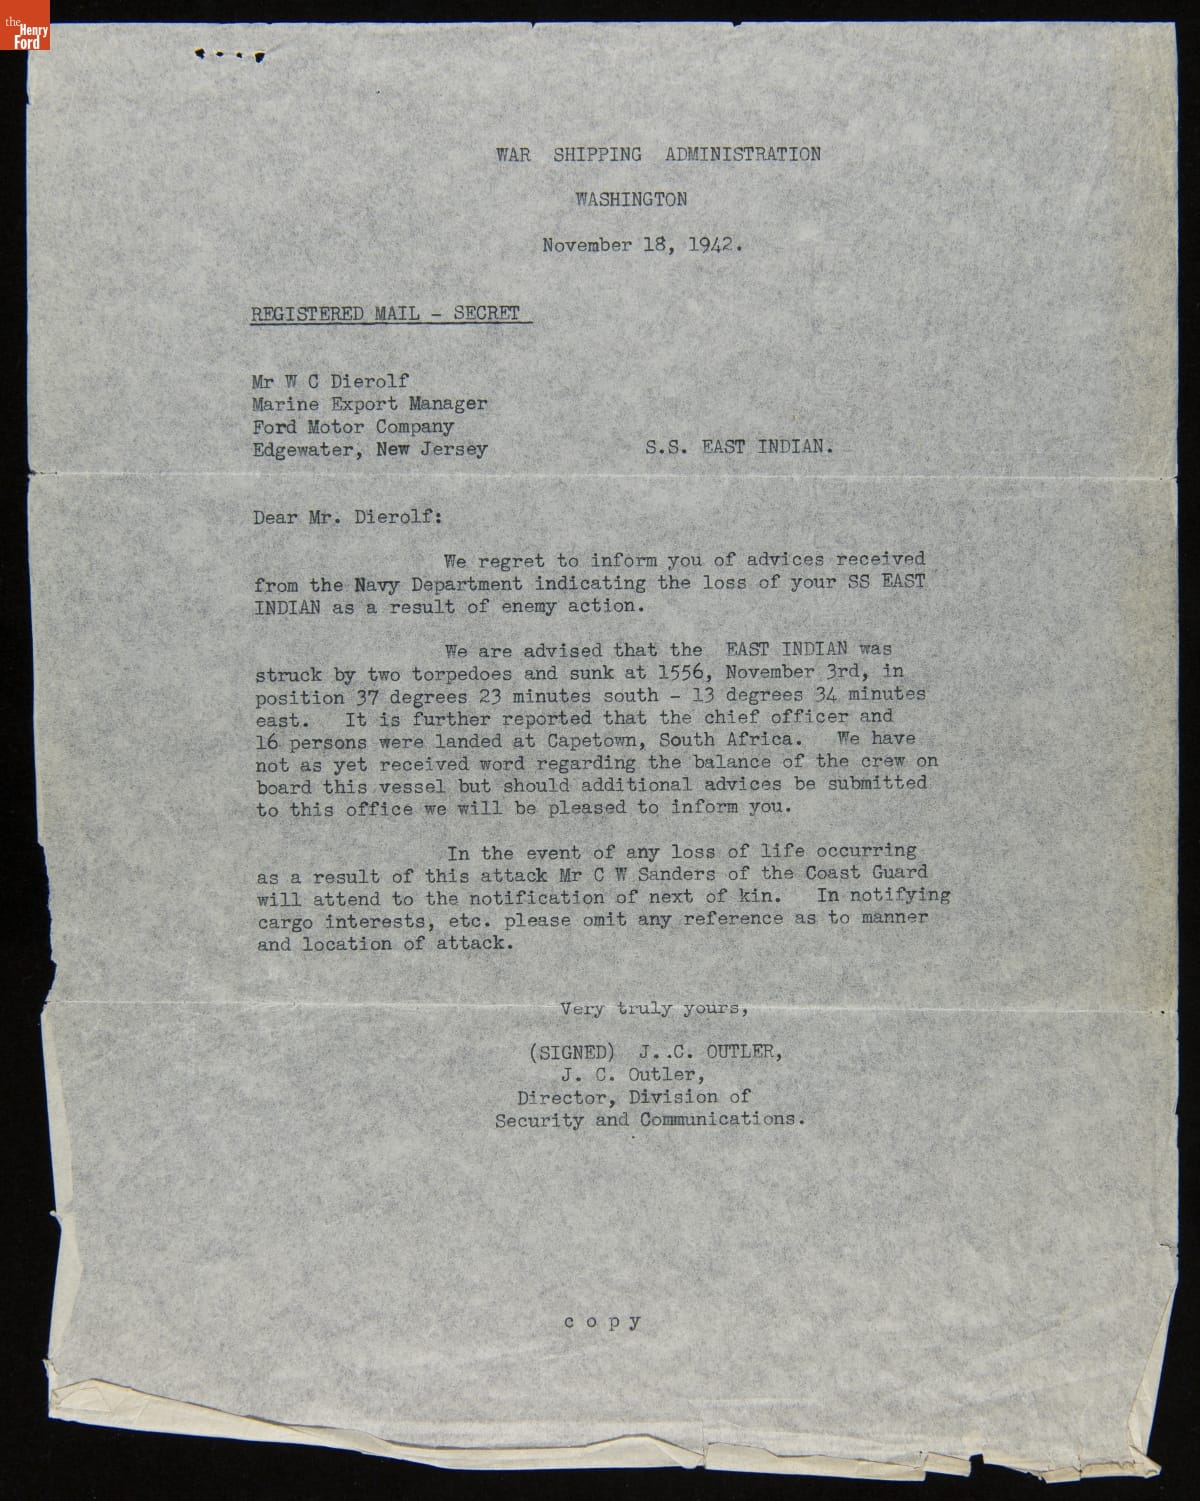 the
Henry
Ford
WAR SHIPPING ADMINISTRATION
WASHINGTON
November 18, 1942.
REGISTERED MAIL - SECRET
Mr W C Dierolf
Marine Export Manager
Ford Motor Company
Edgewater, New Jersey S.S. EAST INDIAN.
Dear Mr. Dierolf:
We regret to inform you of advices received
from the Navy Department indicating the loss of your SS EAST
INDIAN as a result of enemy action.
We are advised that the EAST INDIAN was
struck by two torpedoes and sunk at 1556, November 3rd, in
position 37 degrees 23 minutes south - 13 degrees 34 minutes
east. It is further reported that the chief officer and
16 persons were landed at Capetown, South Africa. We have
not as yet received word regarding the balance of the crew on
board this vessel but should additional advices be submitted
to this office we will be pleased to inform you.
In the event of any loss of life occurring
as a result of this attack Mr C W Sanders of the Coast Guard
will attend to the notification of next of kin. In notifying
cargo interests, etc. please omit any reference as to manner
and location of attack.
Very truly yours,
(SIGNED) J..C. OUTLER,
J. C. Outler,
Director, Division of
Security and Communications.
c o p y